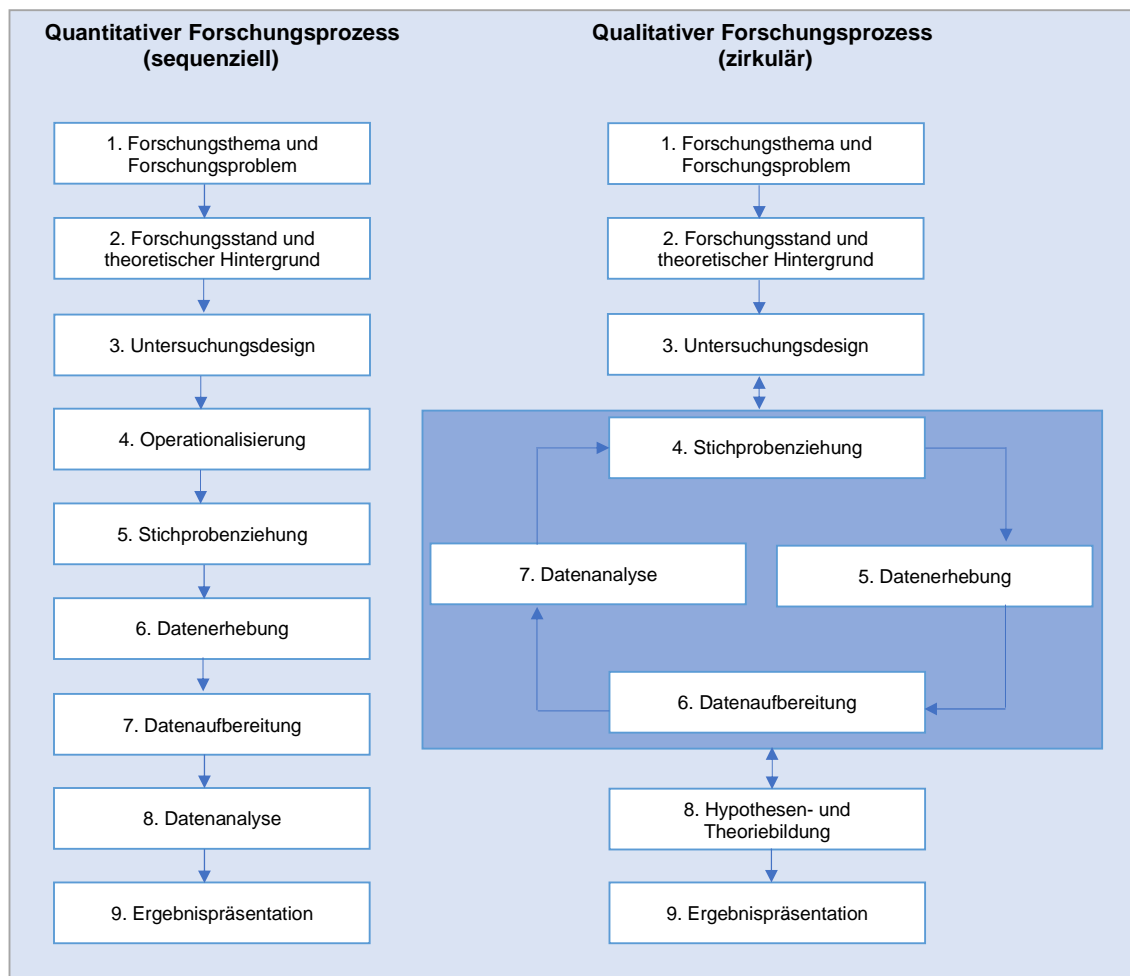 Quantitativer Forschungsprozess
(sequenziell)
1. Forschungsthema und
Forschungsproblem
2. Forschungsstand und
theoretischer Hintergrund
3. Untersuchungsdesign
4. Operationalisierung
5. Stichprobenziehung
6. Datenerhebung
7. Datenaufbereitung
8. Datenanalyse
9. Ergebnispräsentation
Qualitativer Forschungsprozess
(zirkulär)
1. Forschungsthema und
Forschungsproblem
2. Forschungsstand und
theoretischer Hintergrund
3. Untersuchungsdesign
4. Stichprobenziehung
5. Datenerhebung
6. Datenaufbereitung
7. Datenanalyse
8. Hypothesen- und
Theoriebildung
9. Ergebnispräsentation